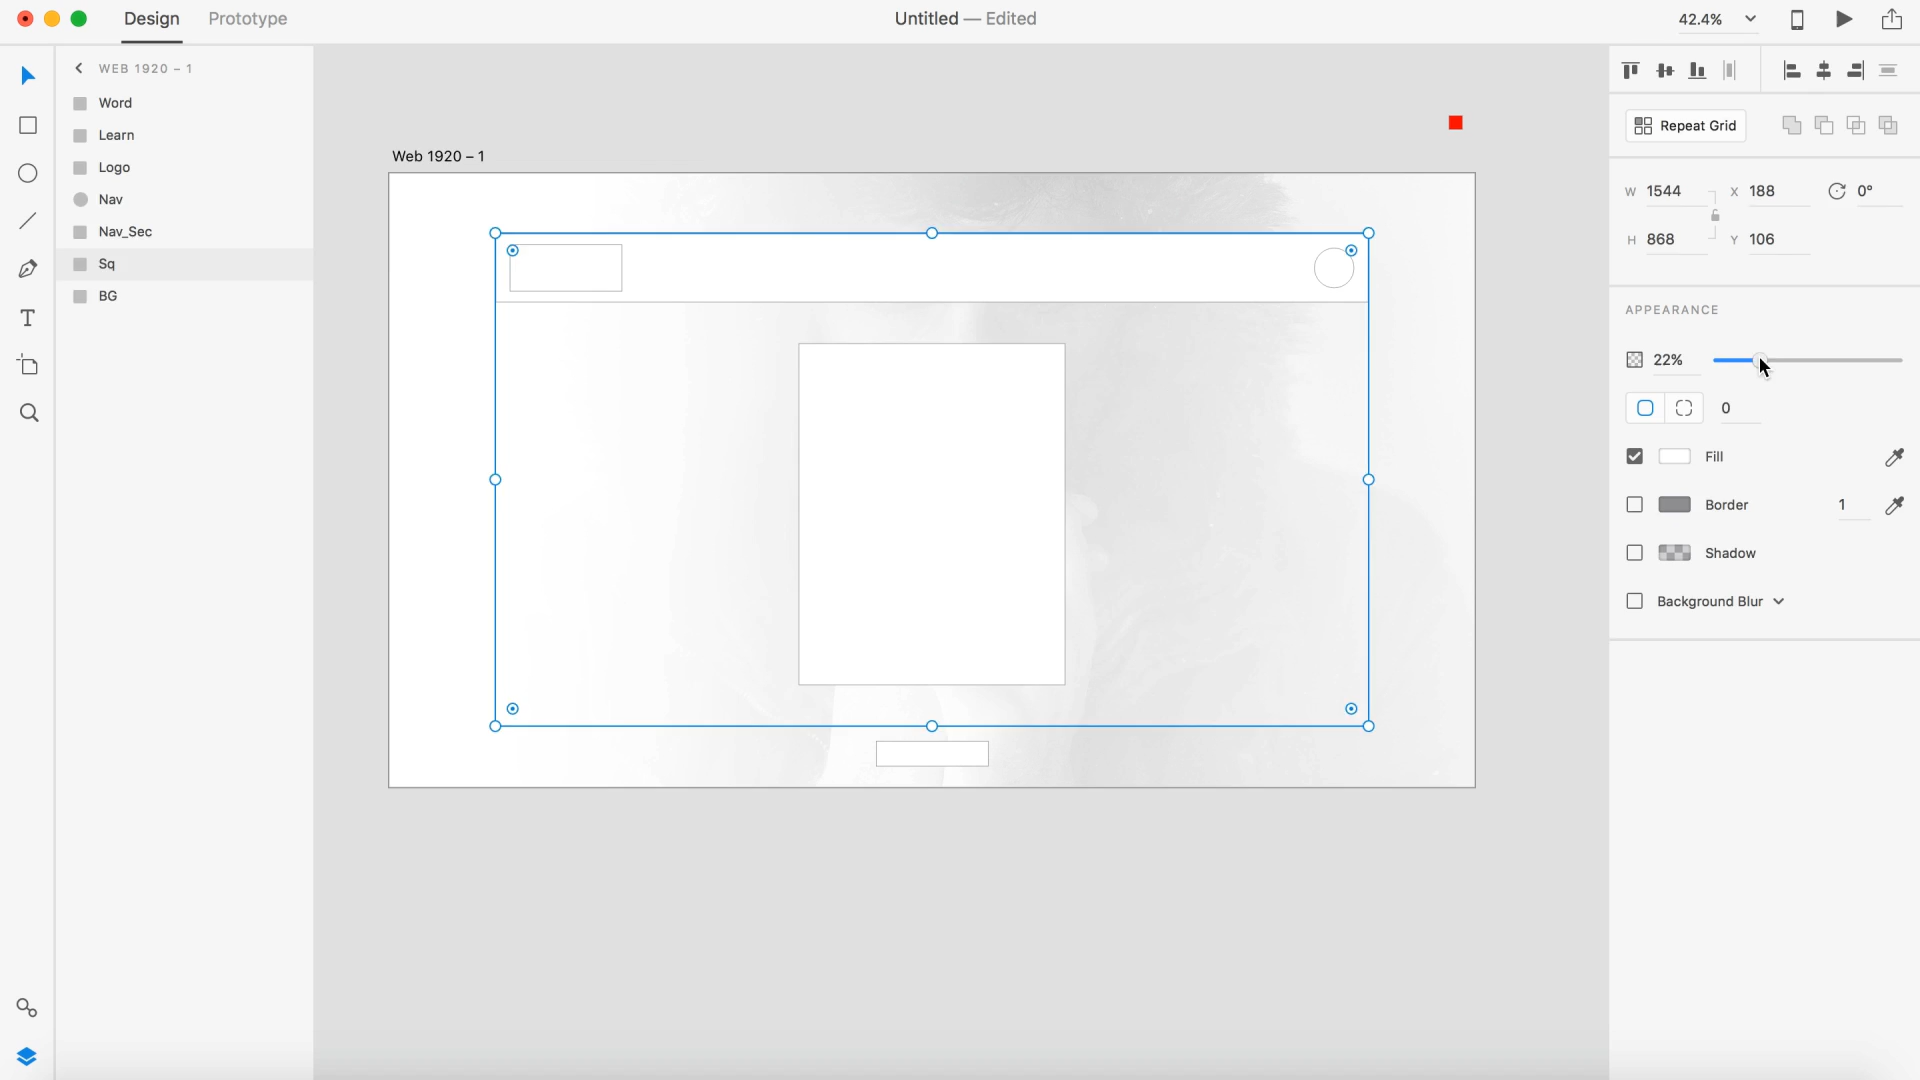 Design Prototype Untitled — Edited 42.4%
WEB 1920 – 1
Word
Learn
Logo
Nav
Nav_Sec
Sq
BG
Web 1920 – 1
Repeat Grid
W 1544 X 188 0°
H 868 Y 106
APPEARANCE
22%
0
Fill
Border 1
Shadow
Background Blur